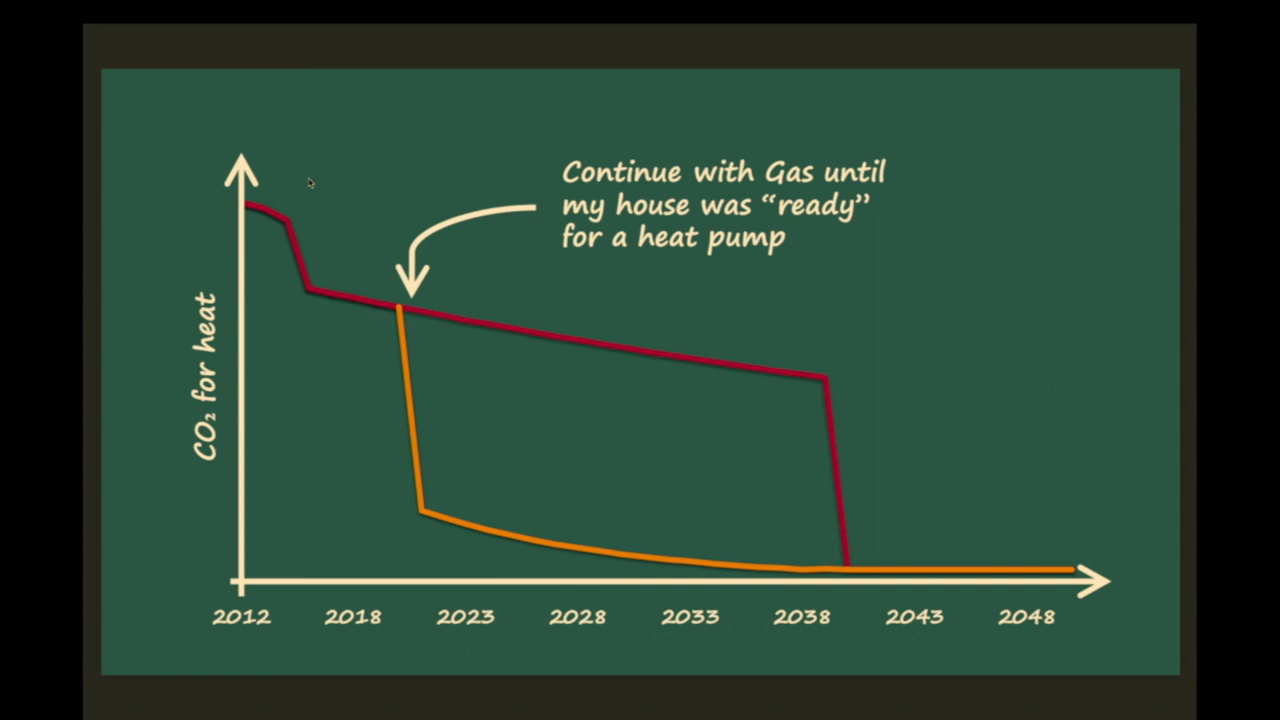 Continue with Gas until
my house was “ready”
for a heat pump
CO₂ for heat
2012 2018 2023 2028 2033 2038 2043 2048